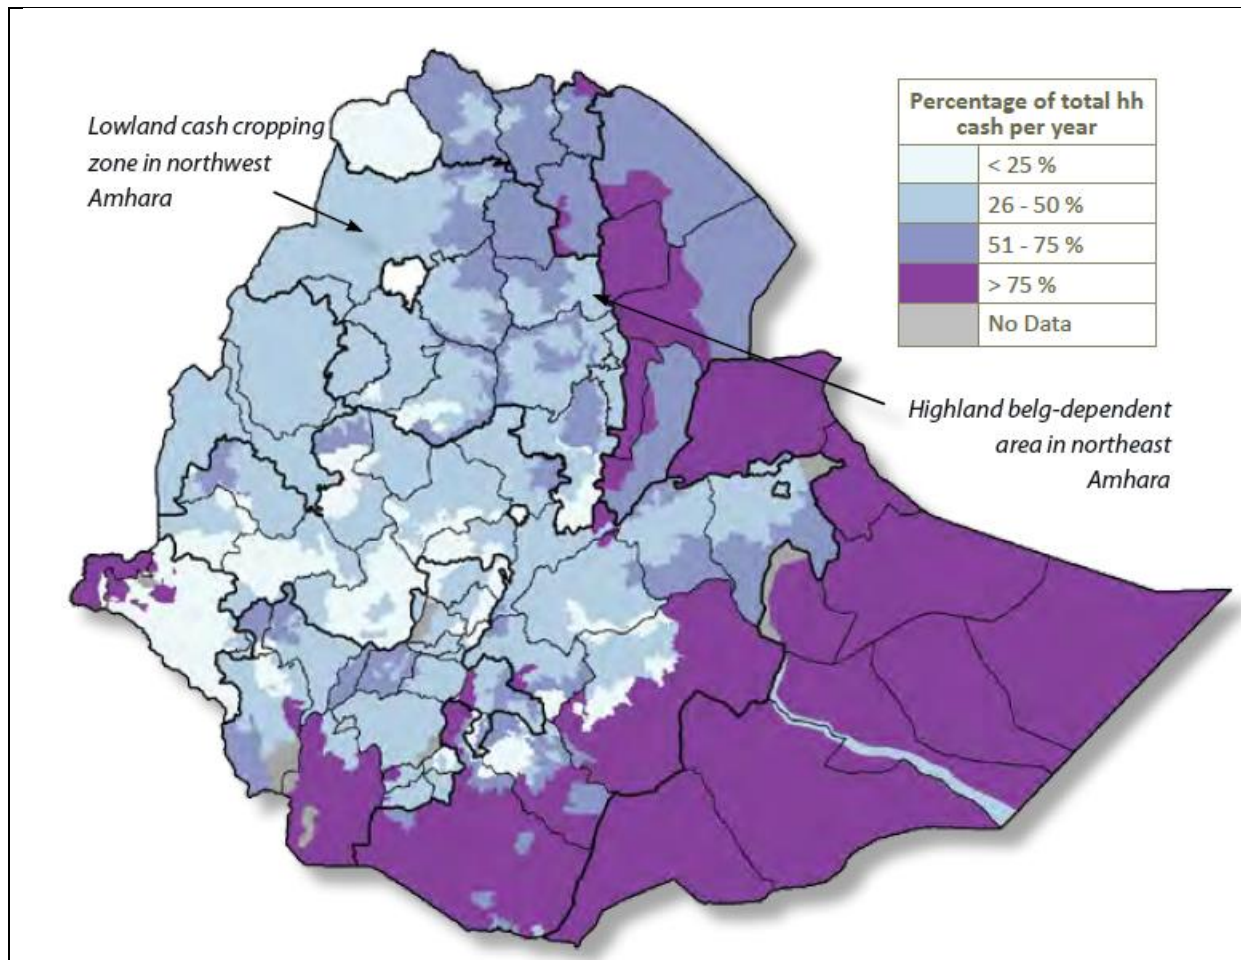 Lowland cash cropping
zone in northwest
Amhara
Percentage of total hh
cash per year
< 25 %
26 - 50 %
51 - 75 %
> 75 %
No Data
Highland belg-dependent
area in northeast
Amhara